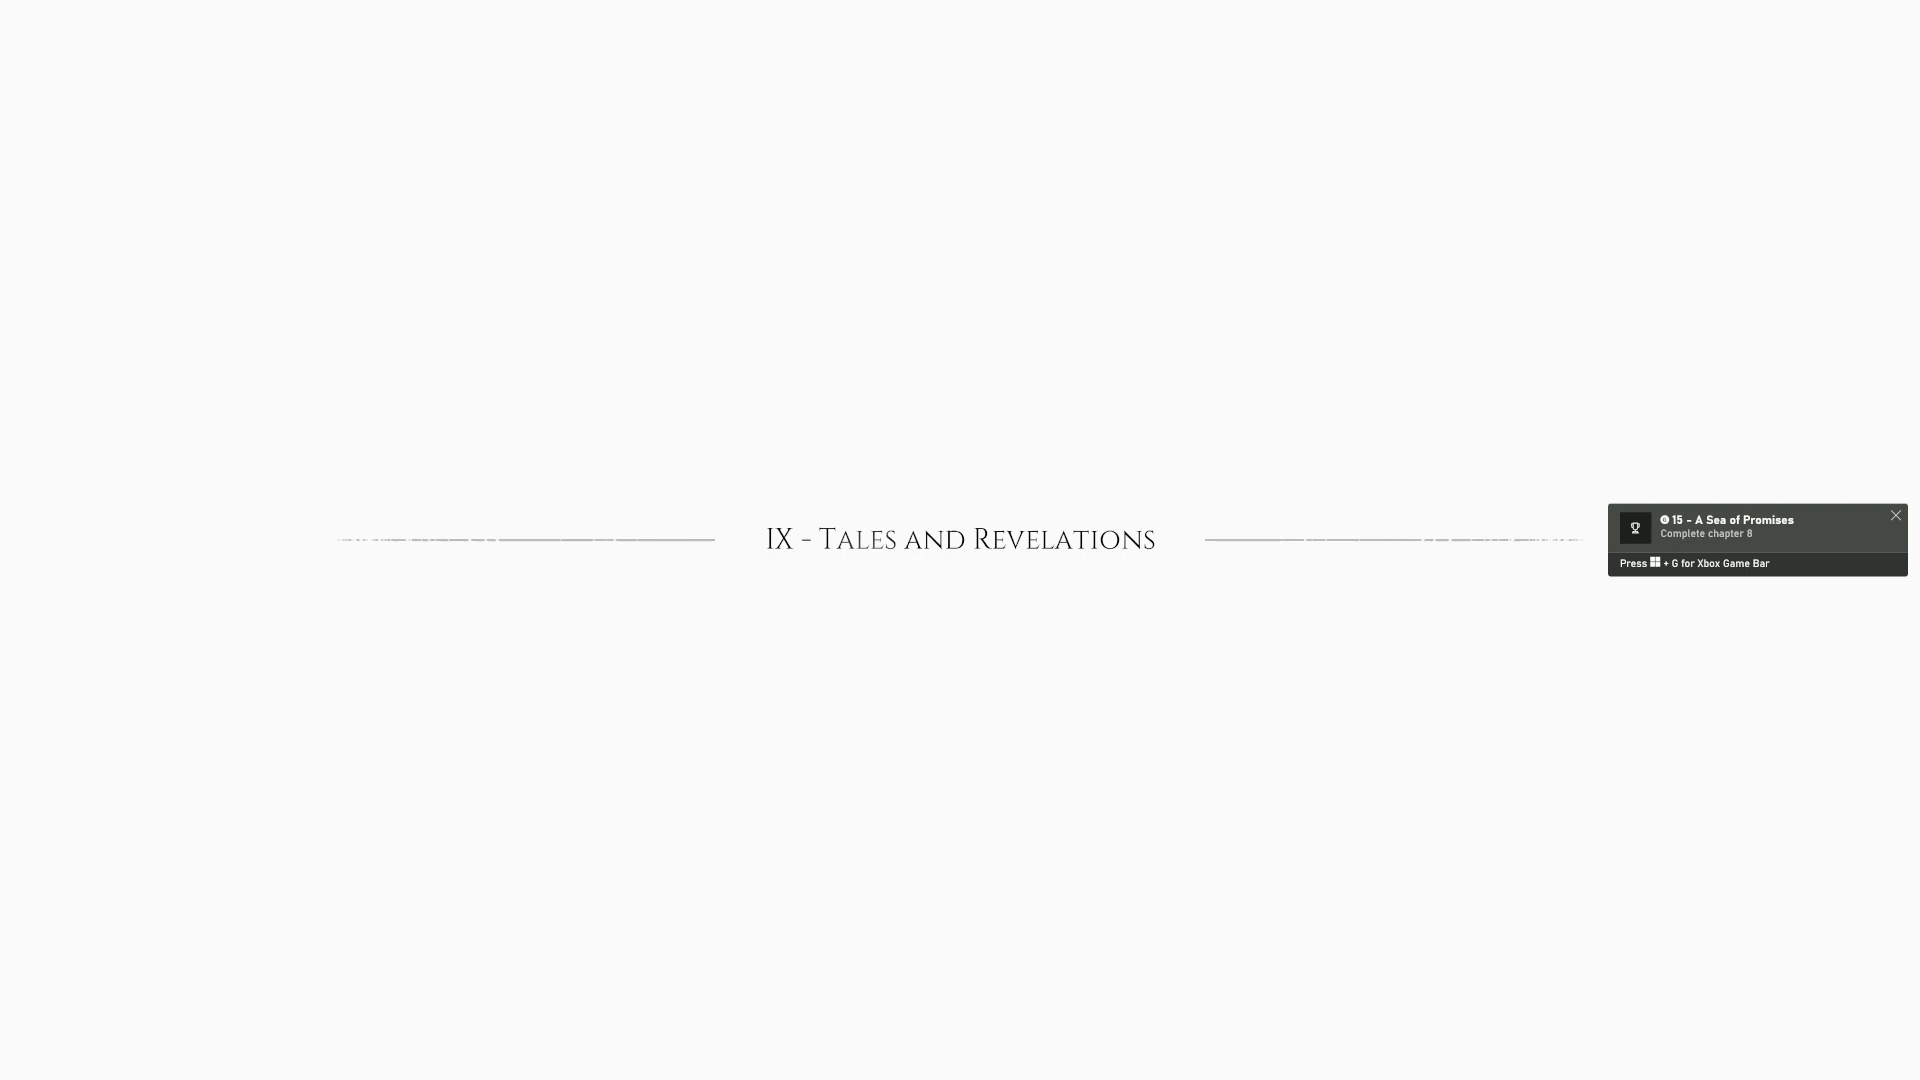 IX - Tales and Revelations
G 15 - A Sea of Promises
Complete chapter 8
Press + G for Xbox Game Bar